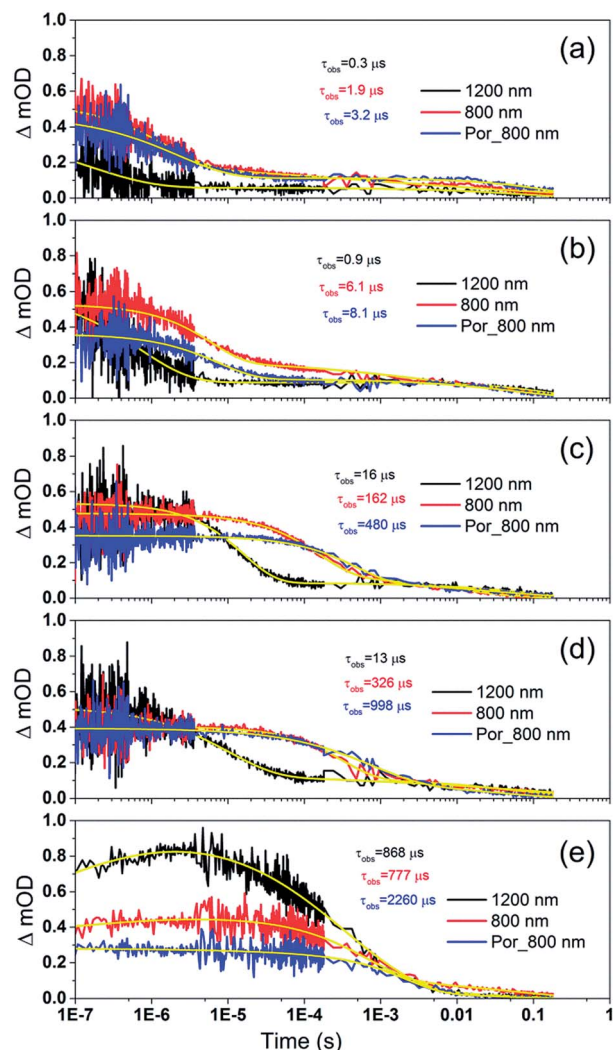 1.0
0.8
0.6
0.4
0.2
0.0
Δ mOD
(a)
τobs=0.3 μs
τobs=1.9 μs
τobs=3.2 μs
1200 nm
800 nm
Por_800 nm
1.0
0.8
0.6
0.4
0.2
0.0
Δ mOD
(b)
τobs=0.9 μs
τobs=6.1 μs
τobs=8.1 μs
1200 nm
800 nm
Por_800 nm
1.0
0.8
0.6
0.4
0.2
0.0
Δ mOD
(c)
τobs=16 μs
τobs=162 μs
τobs=480 μs
1200 nm
800 nm
Por_800 nm
1.0
0.8
0.6
0.4
0.2
0.0
Δ mOD
(d)
τobs=13 μs
τobs=326 μs
τobs=998 μs
1200 nm
800 nm
Por_800 nm
1.0
0.8
0.6
0.4
0.2
0.0
Δ mOD
(e)
τobs=868 μs
τobs=777 μs
τobs=2260 μs
1200 nm
800 nm
Por_800 nm
1E-7 1E-6 1E-5 1E-4 1E-3 0.01 0.1 1
Time (s)